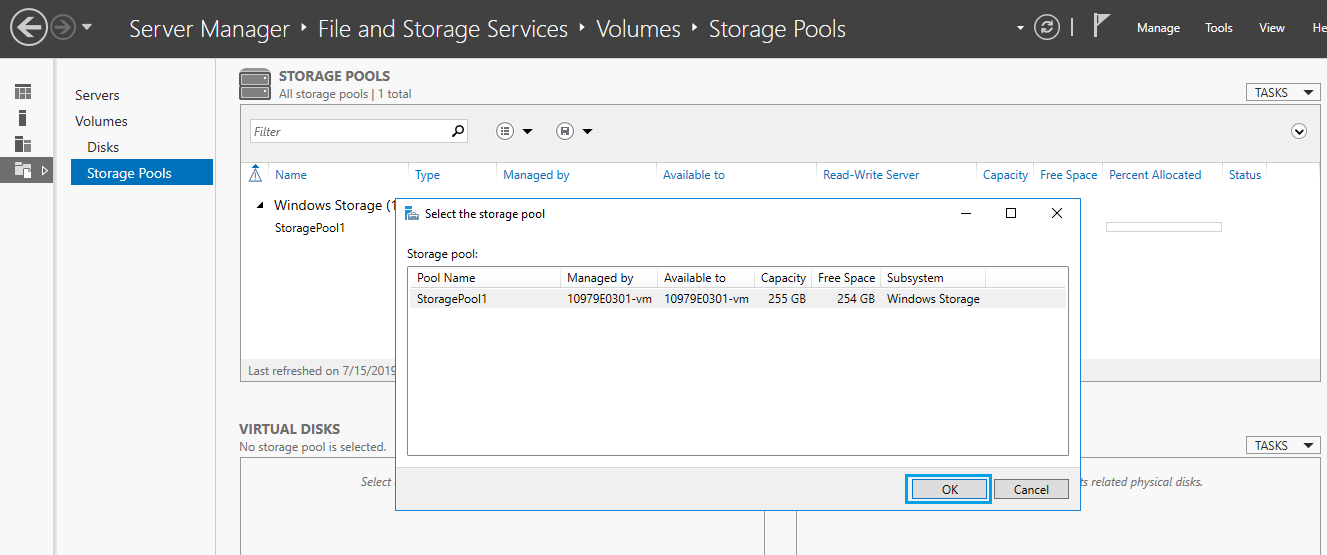 Server Manager ‣ File and Storage Services ‣ Volumes ‣ Storage Pools
Manage Tools View He
Servers
Volumes
Disks
Storage Pools
STORAGE POOLS
All storage pools | 1 total
TASKS
Filter
Name Type Managed by Available to Read-Write Server Capacity Free Space Percent Allocated Status
Windows Storage (1
StoragePool1
Last refreshed on 7/15/2019
Select the storage pool
Storage pool:
Pool Name Managed by Available to Capacity Free Space Subsystem
StoragePool1 10979E0301-vm 10979E0301-vm 255 GB 254 GB Windows Storage
OK Cancel
VIRTUAL DISKS
No storage pool is selected.
TASKS
Select
ts related physical disks.